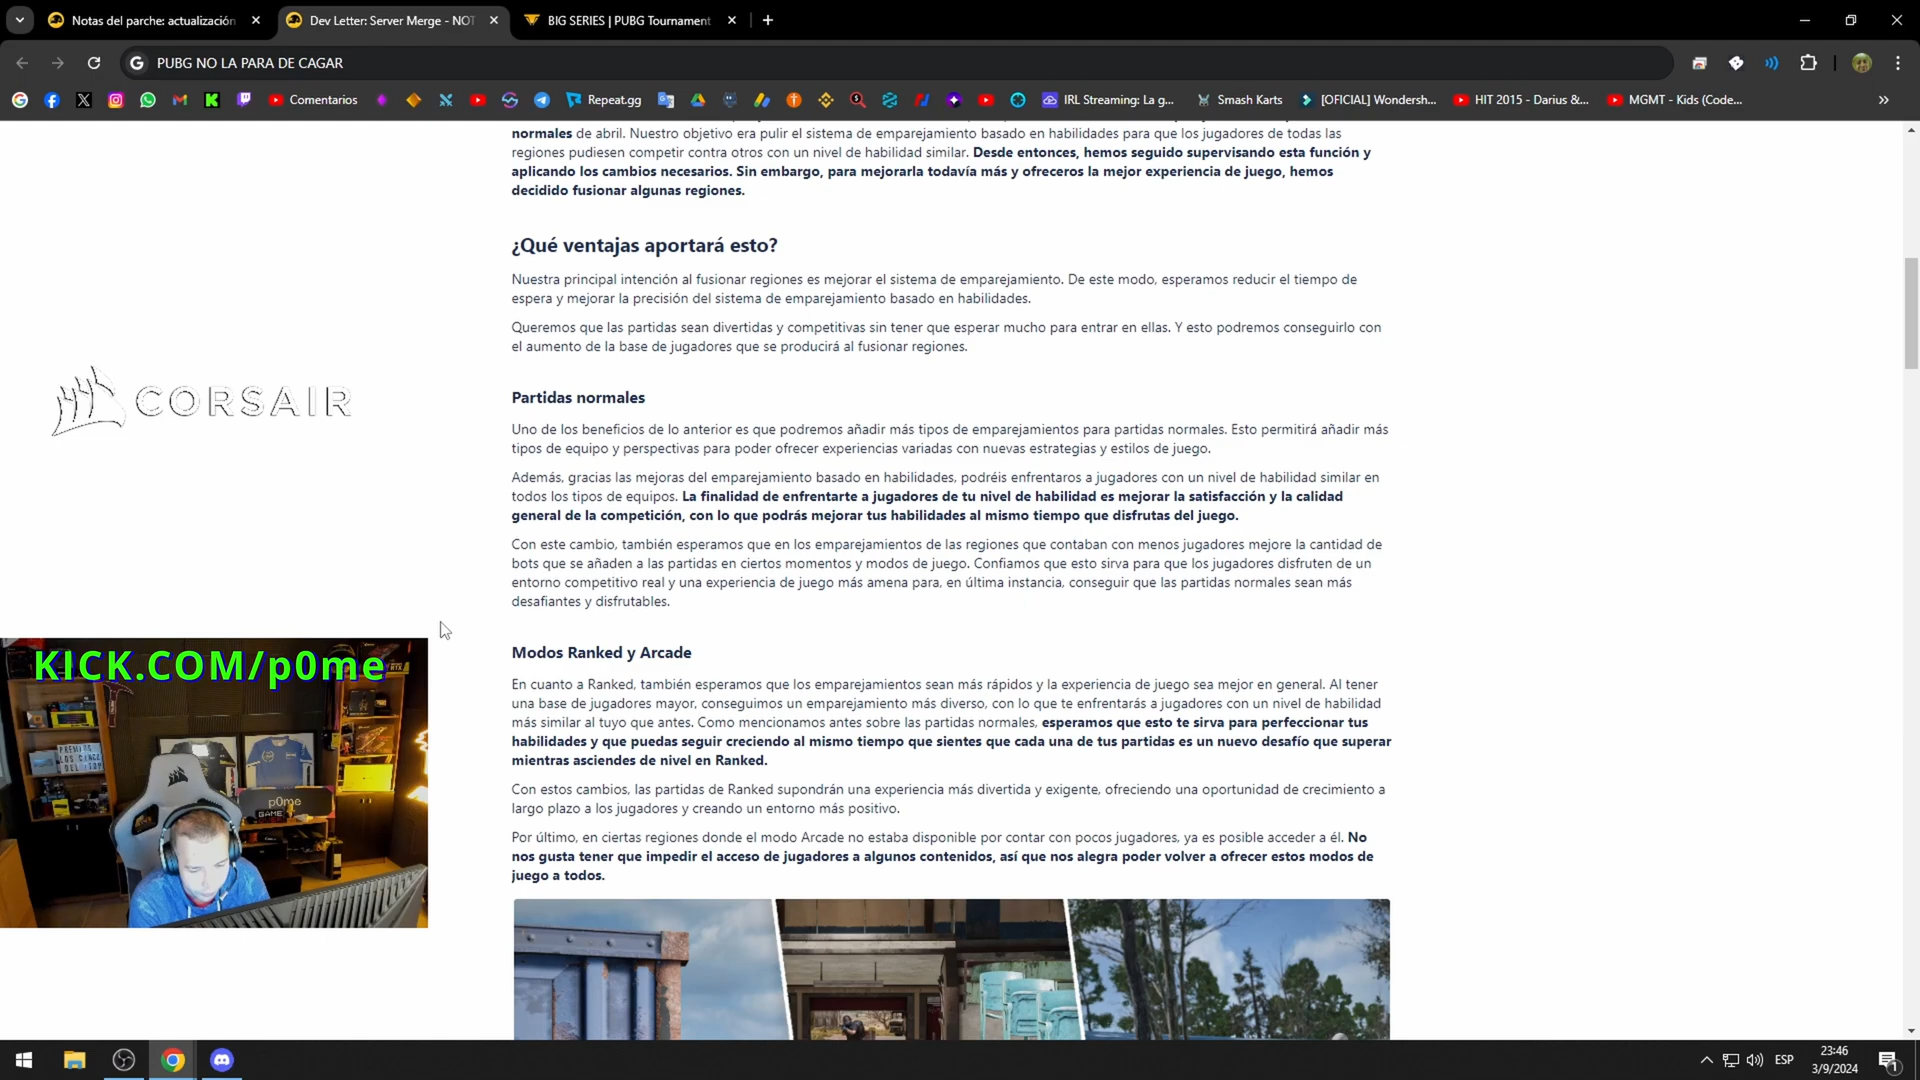 Notas del parche: actualización
Dev Letter: Server Merge - NOT
BIG SERIES | PUBG Tournament
PUBG NO LA PARA DE CAGAR
Comentarios
Repeat.gg
IRL Streaming: La g...
Smash Karts
[OFICIAL] Wondersh...
HIT 2015 - Darius &...
MGMT - Kids (Code...
normales de abril. Nuestro objetivo era pulir el sistema de emparejamiento basado en habilidades para que los jugadores de todas las
regiones pudiesen competir contra otros con un nivel de habilidad similar. Desde entonces, hemos seguido supervisando esta función y
aplicando los cambios necesarios. Sin embargo, para mejorarla todavía más y ofreceros la mejor experiencia de juego, hemos
decidido fusionar algunas regiones.
¿Qué ventajas aportará esto?
Nuestra principal intención al fusionar regiones es mejorar el sistema de emparejamiento. De este modo, esperamos reducir el tiempo de
espera y mejorar la precisión del sistema de emparejamiento basado en habilidades.
Queremos que las partidas sean divertidas y competitivas sin tener que esperar mucho para entrar en ellas. Y esto podremos conseguirlo con
el aumento de la base de jugadores que se producirá al fusionar regiones.
CORSAIR
Partidas normales
Uno de los beneficios de lo anterior es que podremos añadir más tipos de emparejamientos para partidas normales. Esto permitirá añadir más
tipos de equipo y perspectivas para poder ofrecer experiencias variadas con nuevas estrategias y estilos de juego.
Además, gracias las mejoras del emparejamiento basado en habilidades, podréis enfrentaros a jugadores con un nivel de habilidad similar en
todos los tipos de equipos. La finalidad de enfrentarte a jugadores de tu nivel de habilidad es mejorar la satisfacción y la calidad
general de la competición, con lo que podrás mejorar tus habilidades al mismo tiempo que disfrutas del juego.
Con este cambio, también esperamos que en los emparejamientos de las regiones que contaban con menos jugadores mejore la cantidad de
bots que se añaden a las partidas en ciertos momentos y modos de juego. Confiamos que esto sirva para que los jugadores disfruten de un
entorno competitivo real y una experiencia de juego más amena para, en última instancia, conseguir que las partidas normales sean más
desafiantes y disfrutables.
KICK.COM/p0me
PREMIOS
p0me
GAME
Modos Ranked y Arcade
En cuanto a Ranked, también esperamos que los emparejamientos sean más rápidos y la experiencia de juego sea mejor en general. Al tener
una base de jugadores mayor, conseguimos un emparejamiento más diverso, con lo que te enfrentarás a jugadores con un nivel de habilidad
más similar al tuyo que antes. Como mencionamos antes sobre las partidas normales, esperamos que esto te sirva para perfeccionar tus
habilidades y que puedas seguir creciendo al mismo tiempo que sientes que cada una de tus partidas es un nuevo desafío que superar
mientras asciendes de nivel en Ranked.
Con estos cambios, las partidas de Ranked supondrán una experiencia más divertida y exigente, ofreciendo una oportunidad de crecimiento a
largo plazo a los jugadores y creando un entorno más positivo.
Por último, en ciertas regiones donde el modo Arcade no estaba disponible por contar con pocos jugadores, ya es posible acceder a él. No
nos gusta tener que impedir el acceso de jugadores a algunos contenidos, así que nos alegra poder volver a ofrecer estos modos de
juego a todos.
ESP
23:46
3/9/2024
1